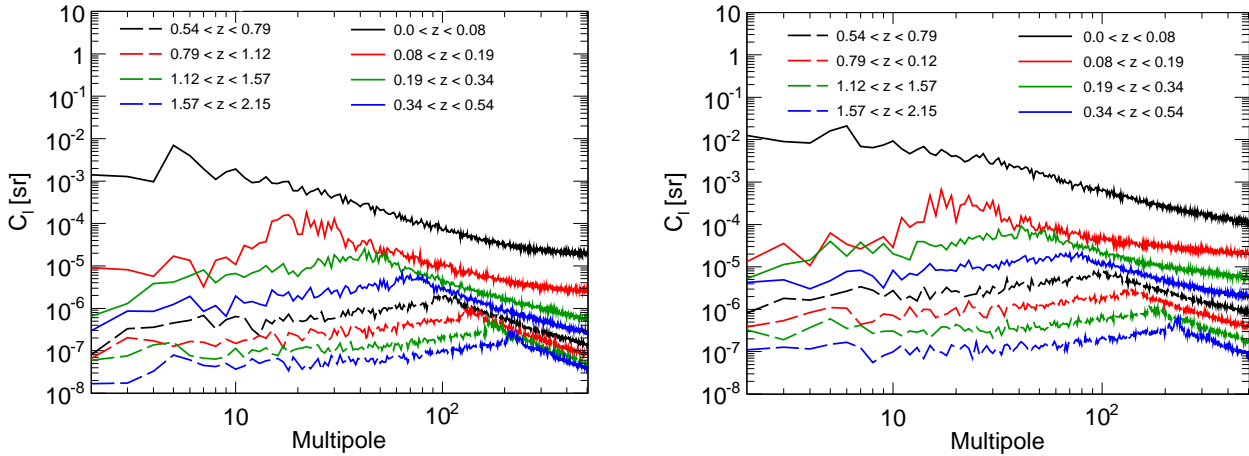 10
1
10^-1
10^-2
10^-3
10^-4
10^-5
10^-6
10^-7
10^-8
C_l [sr]
0.54 < z < 0.79
0.79 < z < 1.12
1.12 < z < 1.57
1.57 < z < 2.15
0.0 < z < 0.08
0.08 < z < 0.19
0.19 < z < 0.34
0.34 < z < 0.54
10
10^2
Multipole
10
1
10^-1
10^-2
10^-3
10^-4
10^-5
10^-6
10^-7
10^-8
C_l [sr]
0.54 < z < 0.79
0.79 < z < 0.12
1.12 < z < 1.57
1.57 < z < 2.15
0.0 < z < 0.08
0.08 < z < 0.19
0.19 < z < 0.34
0.34 < z < 0.54
10
10^2
Multipole